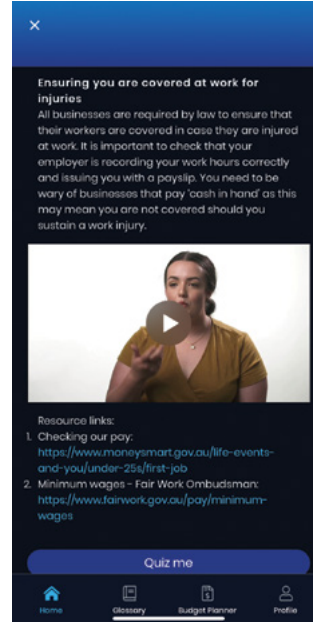 Ensuring you are covered at work for
injuries
All businesses are required by law to ensure that
their workers are covered in case they are injured
at work. It is important to check that your
employer is recording your work hours correctly
and issuing you with a payslip. You need to be
wary of businesses that pay 'cash in hand' as this
may mean you are not covered should you
sustain a work injury.
Resource links:
1. Checking our pay:
https://www.moneysmart.gov.au/life-events-
and-you/under-25s/first-job
2. Minimum wages - Fair Work Ombudsman:
https://www.fairwork.gov.au/pay/minimum-
wages
Quiz me
Home Glossary Budget Planner Profile